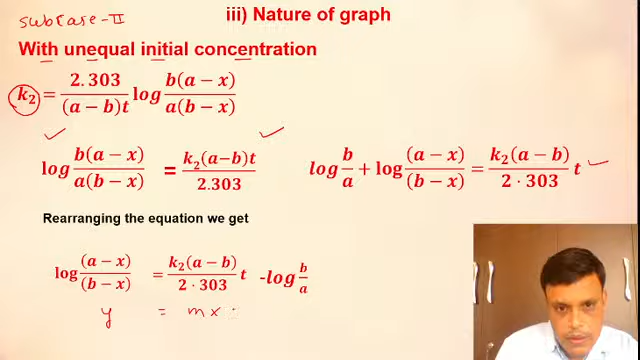 iii) Nature of graph
subcase-II
With unequal initial concentration
k₂ = 2.303/(a−b)t log b(a−x)/a(b−x)
log b(a−x)/a(b−x) = k₂(a−b)t/2.303
log b/a + log (a−x)/(b−x) = k₂(a−b)/2·303 t
Rearranging the equation we get
log (a−x)/(b−x) = k₂(a−b)/2·303 t -log b/a
y = mx